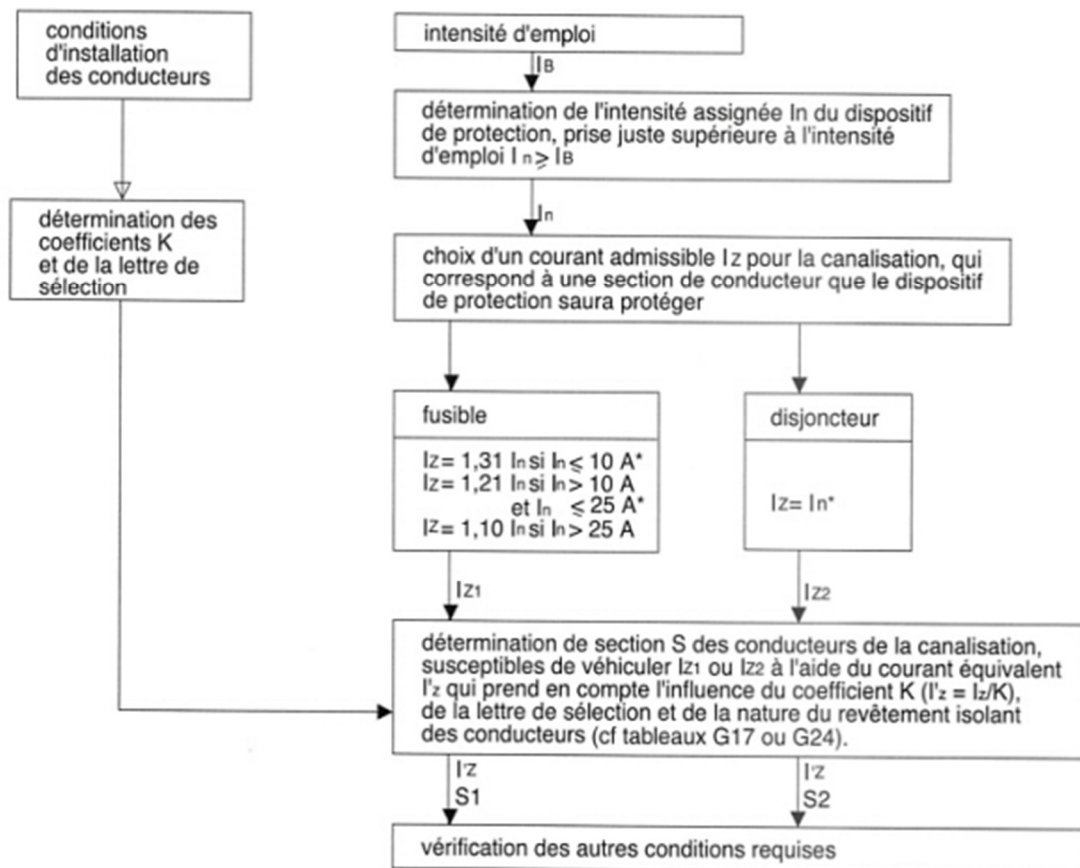 conditions
d'installation
des conducteurs
détermination des
coefficients K
et de la lettre de
sélection
intensité d'emploi
IB
détermination de l'intensité assignée In du dispositif
de protection, prise juste supérieure à l'intensité
d'emploi In ⩾ IB
In
choix d'un courant admissible Iz pour la canalisation, qui
correspond à une section de conducteur que le dispositif
de protection saura protéger
fusible
Iz= 1,31 In si In ⩽ 10 A*
Iz= 1,21 In si In > 10 A
et In ⩽ 25 A*
Iz= 1,10 In si In > 25 A
disjoncteur
Iz= In*
Iz1
Iz2
détermination de section S des conducteurs de la canalisation,
susceptibles de véhiculer Iz1 ou Iz2 à l'aide du courant équivalent
I'z qui prend en compte l'influence du coefficient K (I'z = Iz/K),
de la lettre de sélection et de la nature du revêtement isolant
des conducteurs (cf tableaux G17 ou G24).
I'z
S1
I'z
S2
vérification des autres conditions requises